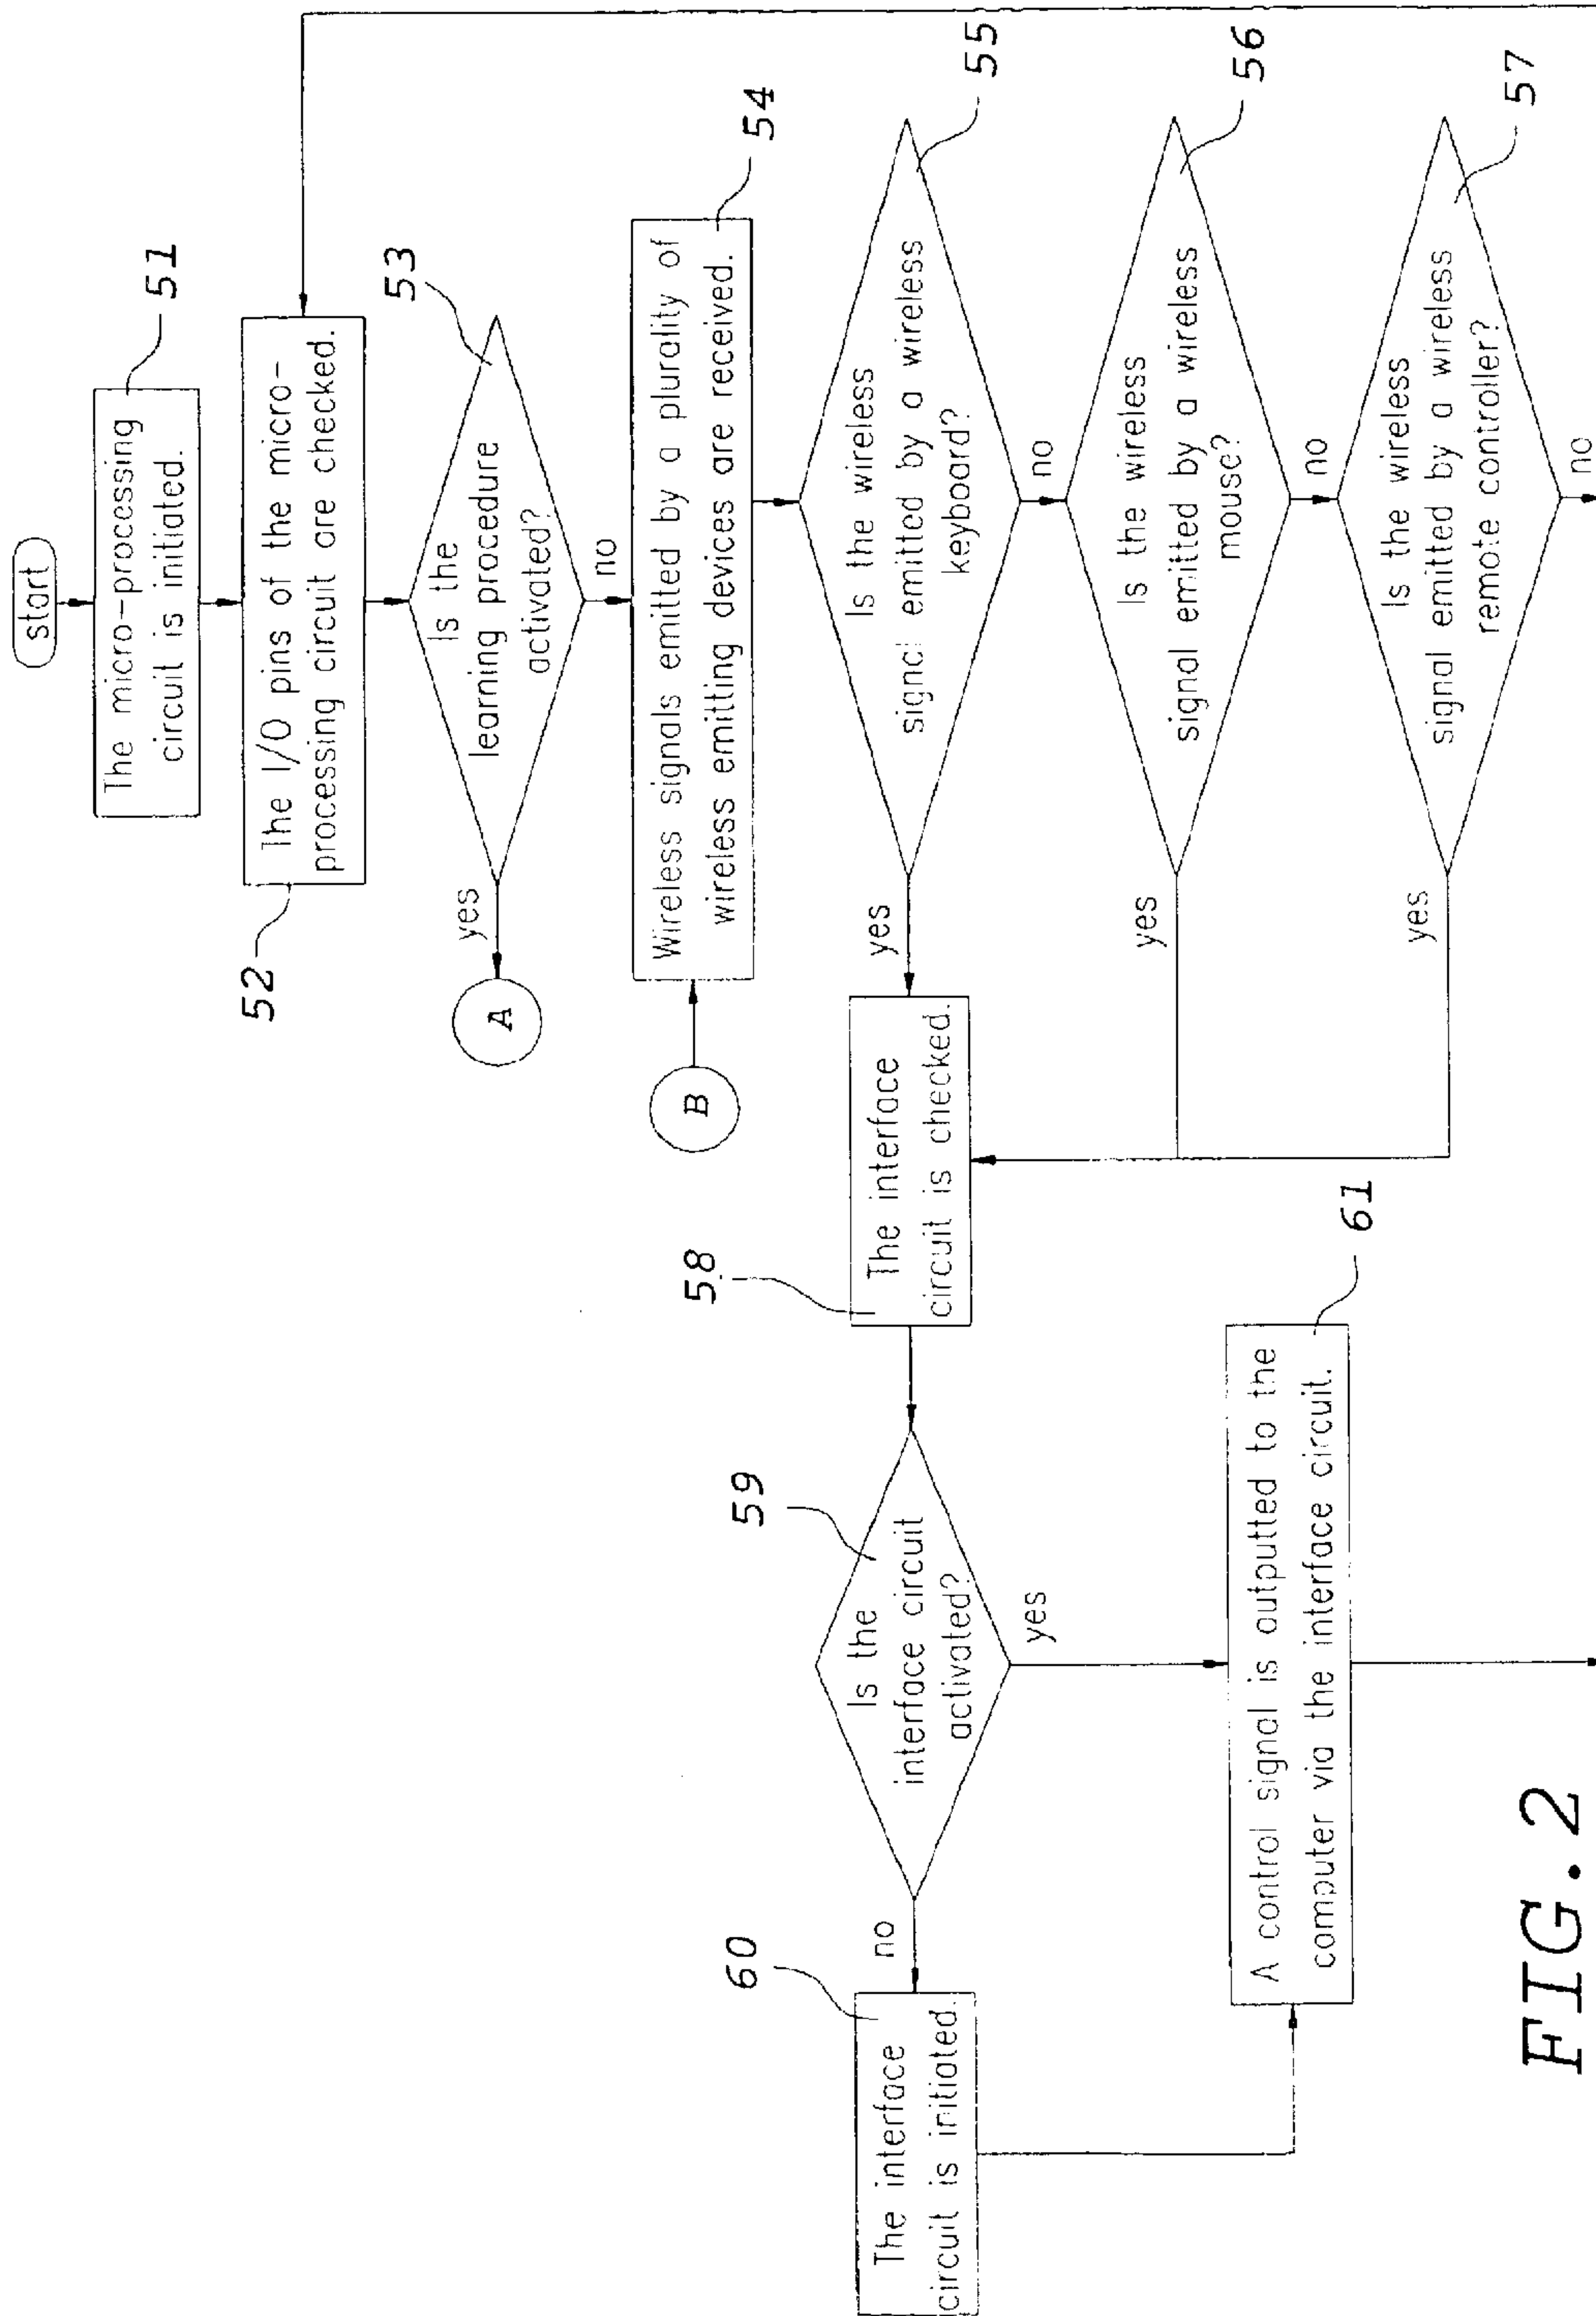 start
The micro-processing
circuit is initiated.
51
The I/O pins of the micro-
processing circuit are checked.
52
Is the
learning procedure
activated?
53
yes
A
no
B
Wireless signals emitted by a plurality of
wireless emitting devices are received.
54
Is the wireless
signal emitted by a wireless
keyboard?
55
yes
no
Is the wireless
signal emitted by a wireless
mouse?
56
yes
no
Is the wireless
signal emitted by a wireless
remote controller?
57
yes
no
The interface
circuit is checked.
58
Is the
interface circuit
activated?
59
no
yes
The interface
circuit is initiated.
60
A control signal is outputted to the
computer via the interface circuit.
61
FIG.2